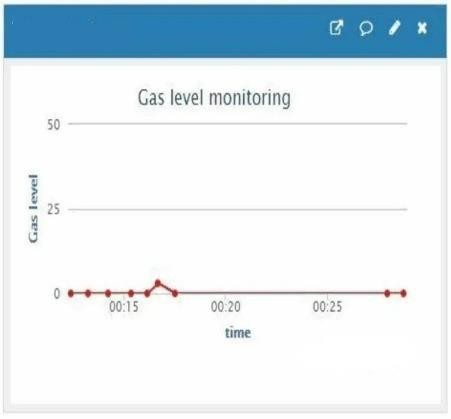 Gas level monitoring
50
25
0
Gas level
00:15 00:20 00:25
time